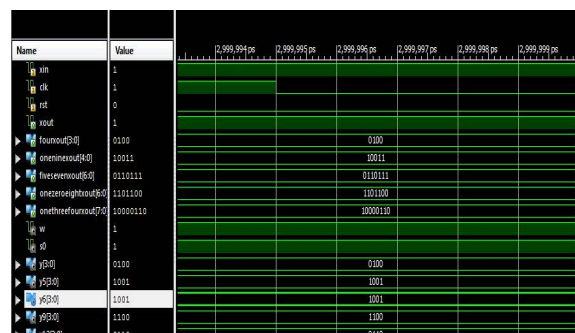 Name Value 2,999,994 ps 2,999,995 ps 2,999,996 ps 2,999,997 ps 2,999,998 ps 2,999,999 ps
xin 1
clk 1
rst 0
xout 1
fourxout[3:0] 0100 0100
oneninexout[4:0] 10011 10011
fivesevenxout[6:0] 0110111 0110111
onezeroeightxout[6:0] 1101100 1101100
onethreefourxout[7:0] 10000110 10000110
w 1
s0 1
y[3:0] 0100 0100
y5[3:0] 1001 1001
y6[3:0] 1001 1001
y9[3:0] 1100 1100